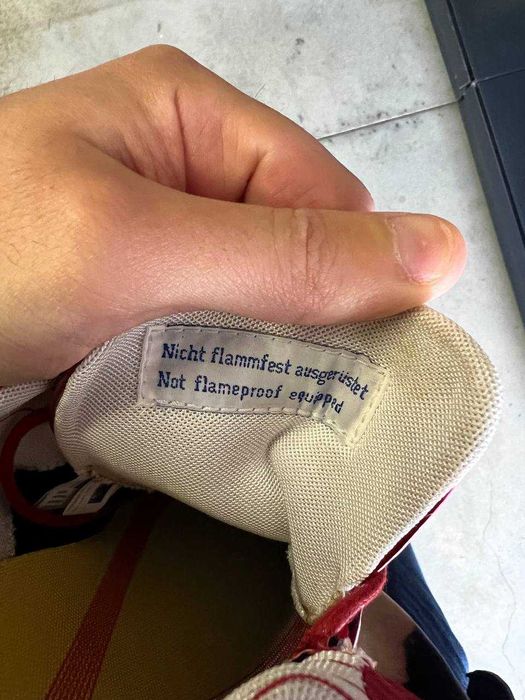 Nicht flammfest ausgerüstet
Not flameproof equipped